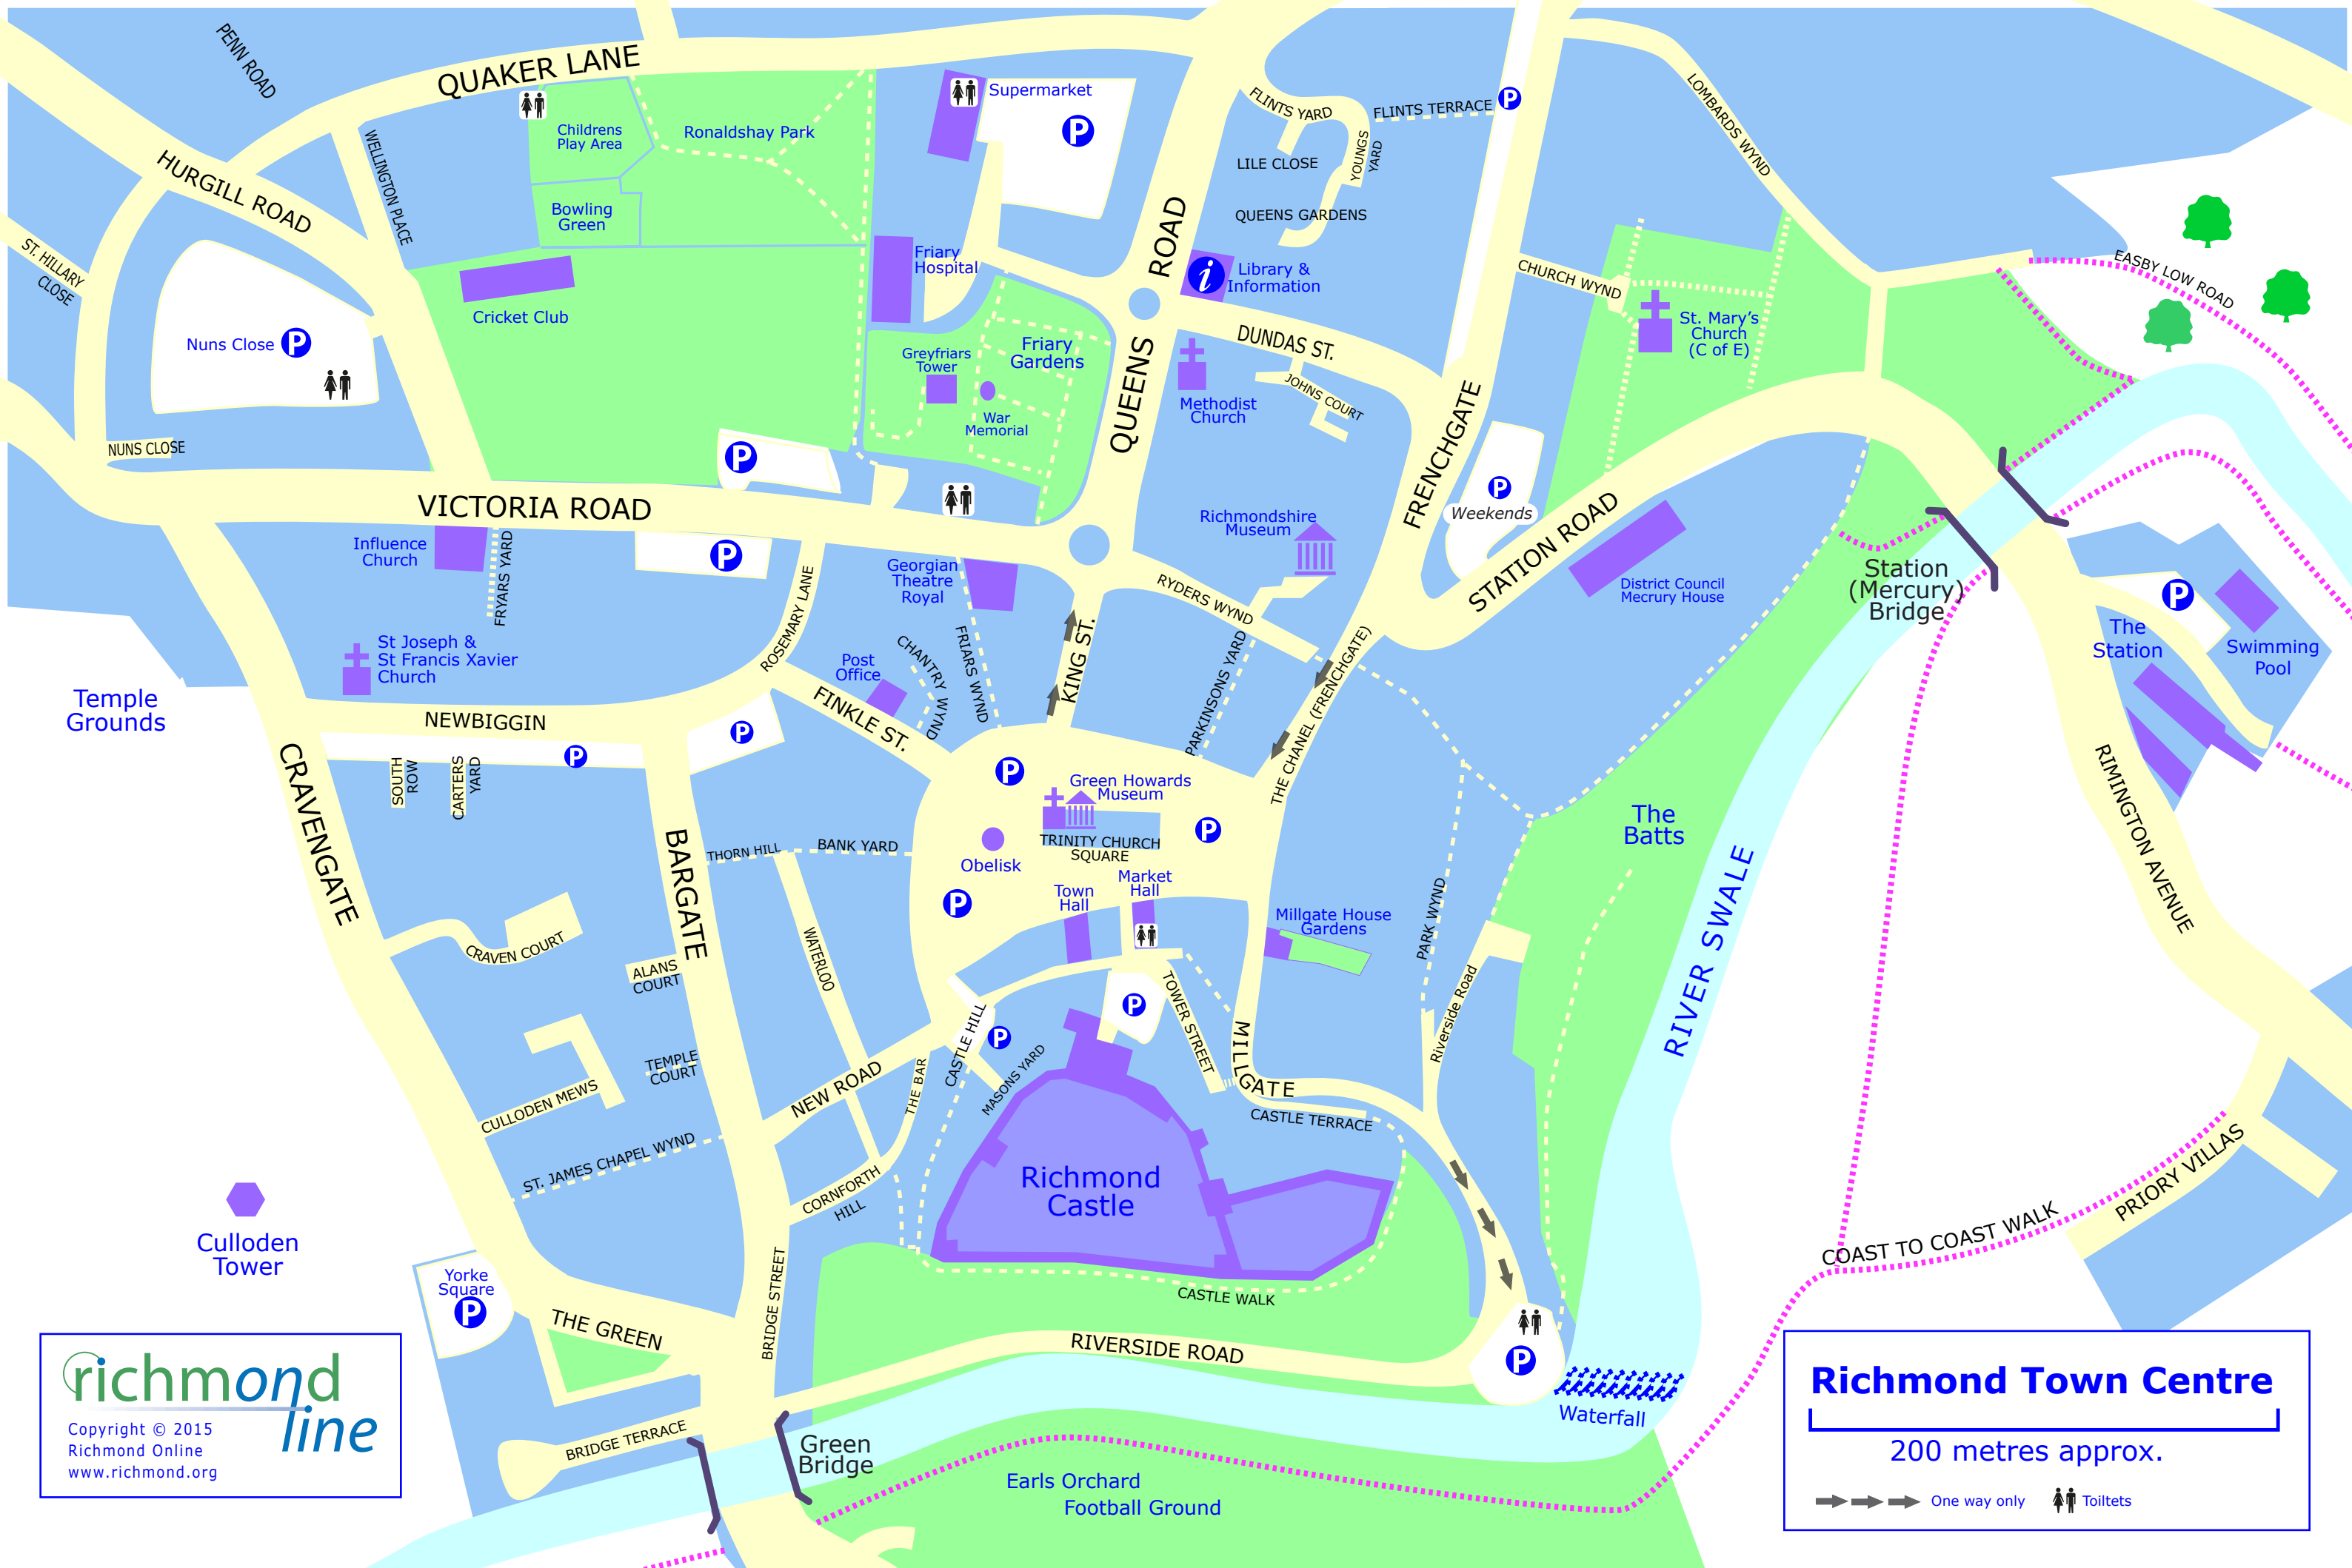 PENN ROAD
QUAKER LANE
HURGILL ROAD
WELLINGTON PLACE
ST. HILLARY
CLOSE
Nuns Close P
NUNS CLOSE
Childrens
Play Area
Ronaldshay Park
Bowling
Green
Cricket Club
Supermarket
P
Friary
Hospital
Greyfriars
Tower
Friary
Gardens
War
Memorial
QUEENS ROAD
FLINTS YARD
FLINTS TERRACE
P
YOUNGS
YARD
LILE CLOSE
QUEENS GARDENS
i
Library &
Information
DUNDAS ST.
JOHNS COURT
Methodist
Church
LOMBARDS WYND
CHURCH WYND
St. Mary's
Church
(C of E)
EASBY LOW ROAD
FRENCHGATE
P
Weekends
STATION ROAD
District Council
Mecrury House
Station
(Mercury)
Bridge
P
The
Station
Swimming
Pool
RIMINGTON AVENUE
VICTORIA ROAD
P
P
Influence
Church
FRYARS YARD
St Joseph &
St Francis Xavier
Church
ROSEMARY LANE
Georgian
Theatre
Royal
Post
Office
CHANTRY WYND
FRIARS WYND
KING ST.
Richmondshire
Museum
RYDERS WYND
PARKINSONS YARD
THE CHANEL (FRENCHGATE)
Temple
Grounds
NEWBIGGIN
P
P
FINKLE ST.
SOUTH
ROW
CARTERS
YARD
CRAVENGATE
BARGATE
P
Green Howards
Museum
P
TRINITY CHURCH
SQUARE
Obelisk
P
Town
Hall
Market
Hall
THORN HILL
BANK YARD
WATERLOO
CRAVEN COURT
ALANS
COURT
TEMPLE
COURT
CULLODEN MEWS
ST. JAMES CHAPEL WYND
NEW ROAD
THE BAR
CASTLE HILL
P
MASONS YARD
P
TOWER STREET
MILLGATE
Millgate House
Gardens
PARK WYND
Riverside Road
The
Batts
RIVER SWALE
CASTLE TERRACE
CORNFORTH
HILL
Richmond
Castle
CASTLE WALK
Culloden
Tower
Yorke
Square
P
THE GREEN
BRIDGE STREET
RIVERSIDE ROAD
P
Waterfall
BRIDGE TERRACE
Green
Bridge
Earls Orchard
Football Ground
COAST TO COAST WALK
PRIORY VILLAS
richmond
line
Copyright © 2015
Richmond Online
www.richmond.org
Richmond Town Centre
200 metres approx.
One way only
Toiltets